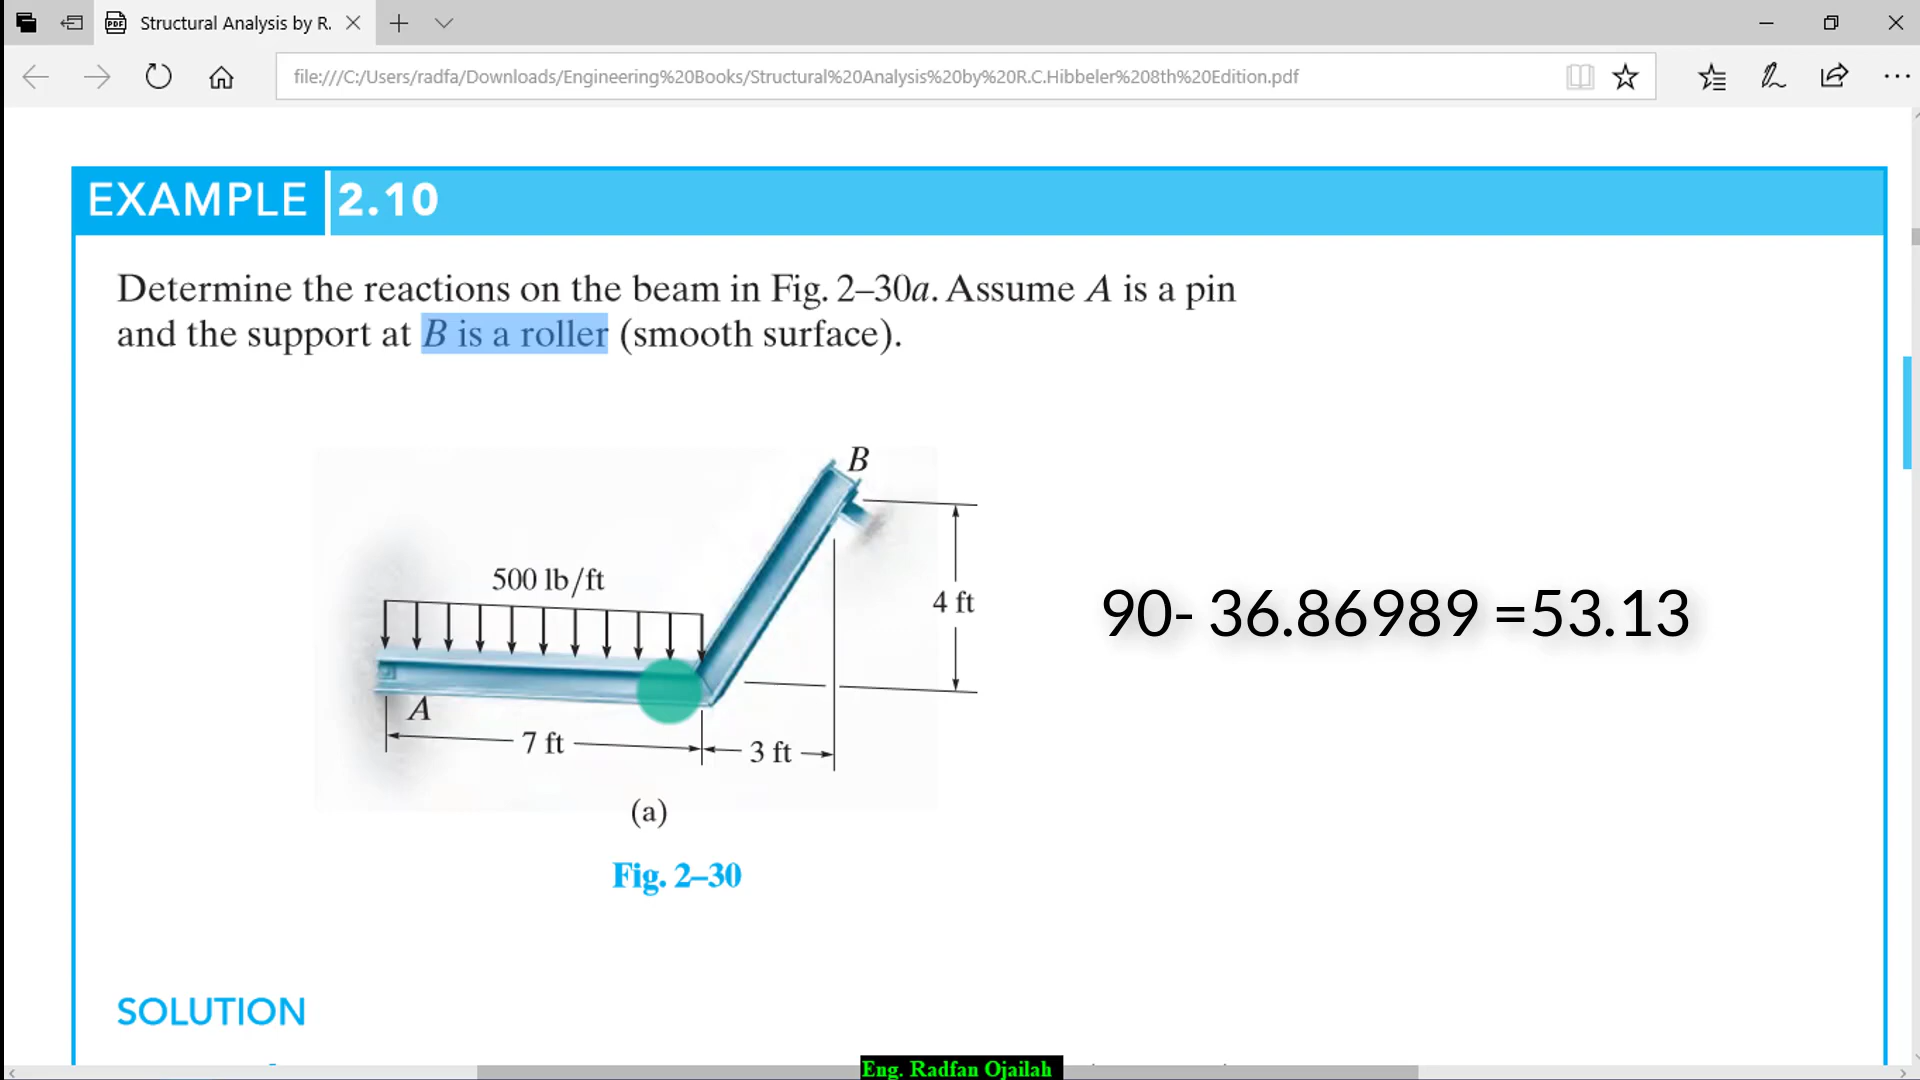 Structural Analysis by R.
file:///C:/Users/radfa/Downloads/Engineering%20Books/Structural%20Analysis%20by%20R.C.Hibbeler%208th%20Edition.pdf
EXAMPLE 2.10
Determine the reactions on the beam in Fig. 2–30a. Assume A is a pin
and the support at B is a roller (smooth surface).
B
500 lb/ft
4 ft
90- 36.86989 =53.13
A
7 ft
3 ft
(a)
Fig. 2–30
SOLUTION
Eng. Radfan Ojailah